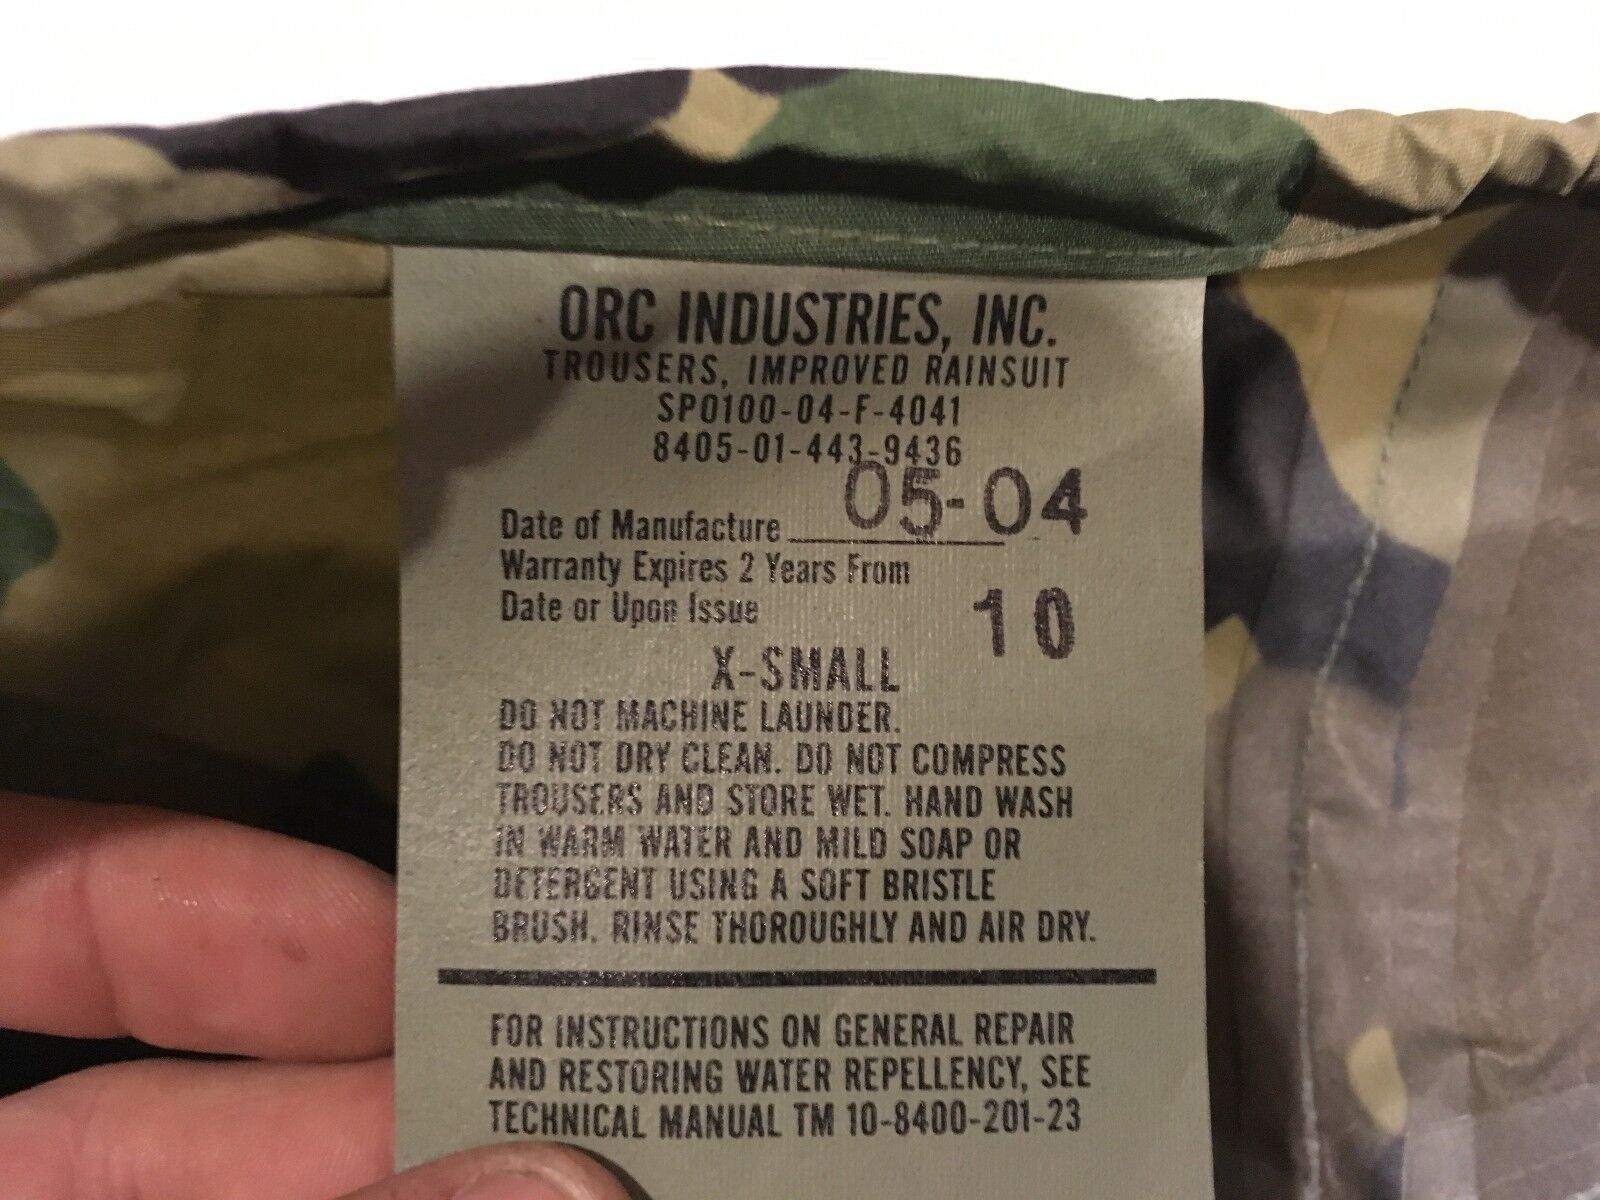 ORC INDUSTRIES, INC.
TROUSERS, IMPROVED RAINSUIT
SPO100-04-F-4041
8405-01-443-9436
Date of Manufacture 05-04
Warranty Expires 2 Years From
Date or Upon Issue
10
X-SMALL
DO NOT MACHINE LAUNDER.
DO NOT DRY CLEAN. DO NOT COMPRESS
TROUSERS AND STORE WET. HAND WASH
IN WARM WATER AND MILD SOAP OR
DETERGENT USING A SOFT BRISTLE
BRUSH. RINSE THOROUGHLY AND AIR DRY.
FOR INSTRUCTIONS ON GENERAL REPAIR
AND RESTORING WATER REPELLENCY, SEE
TECHNICAL MANUAL TM 10-8400-201-23